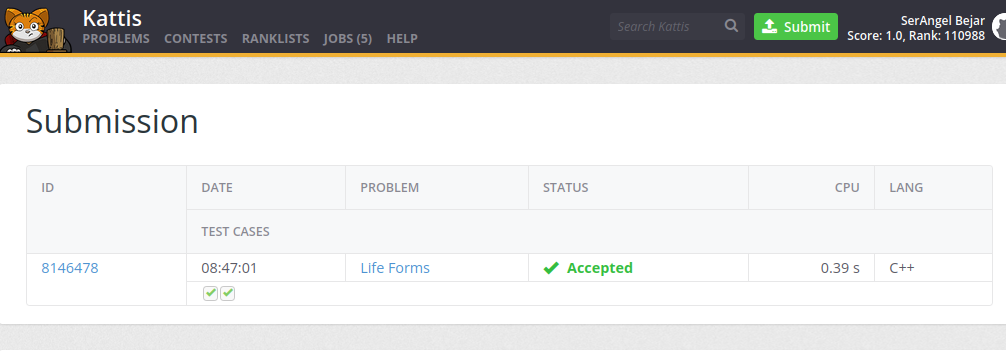 Kattis
PROBLEMS CONTESTS RANKLISTS JOBS (5) HELP
Search Kattis
Submit
SerAngel Bejar
Score: 1.0, Rank: 110988
Submission
ID DATE PROBLEM STATUS CPU LANG
TEST CASES
8146478 08:47:01 Life Forms Accepted 0.39 s C++